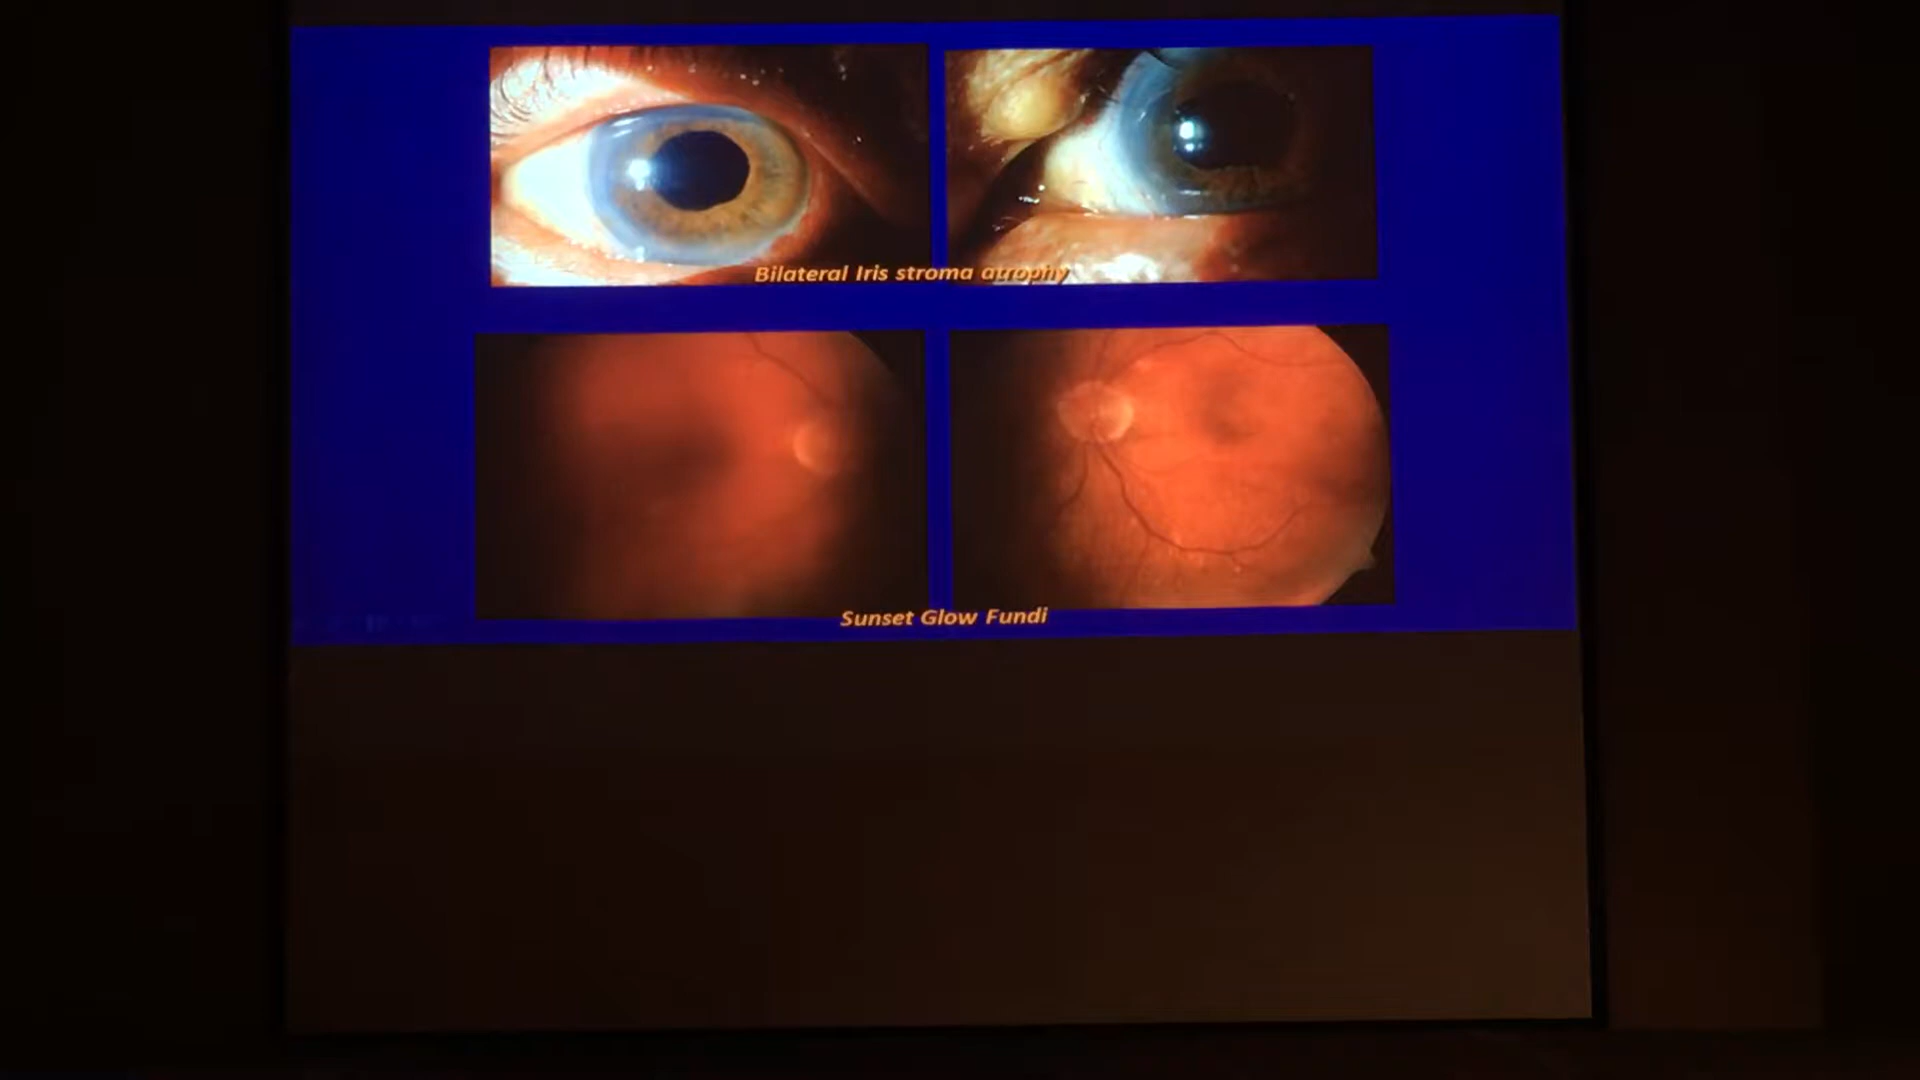 Bilateral Iris stroma atrophy
Sunset Glow Fundi